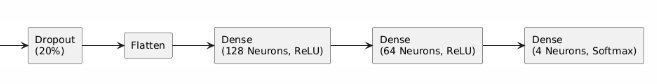 Dropout
(20%)
Flatten
Dense
(128 Neurons, ReLU)
Dense
(64 Neurons, ReLU)
Dense
(4 Neurons, Softmax)